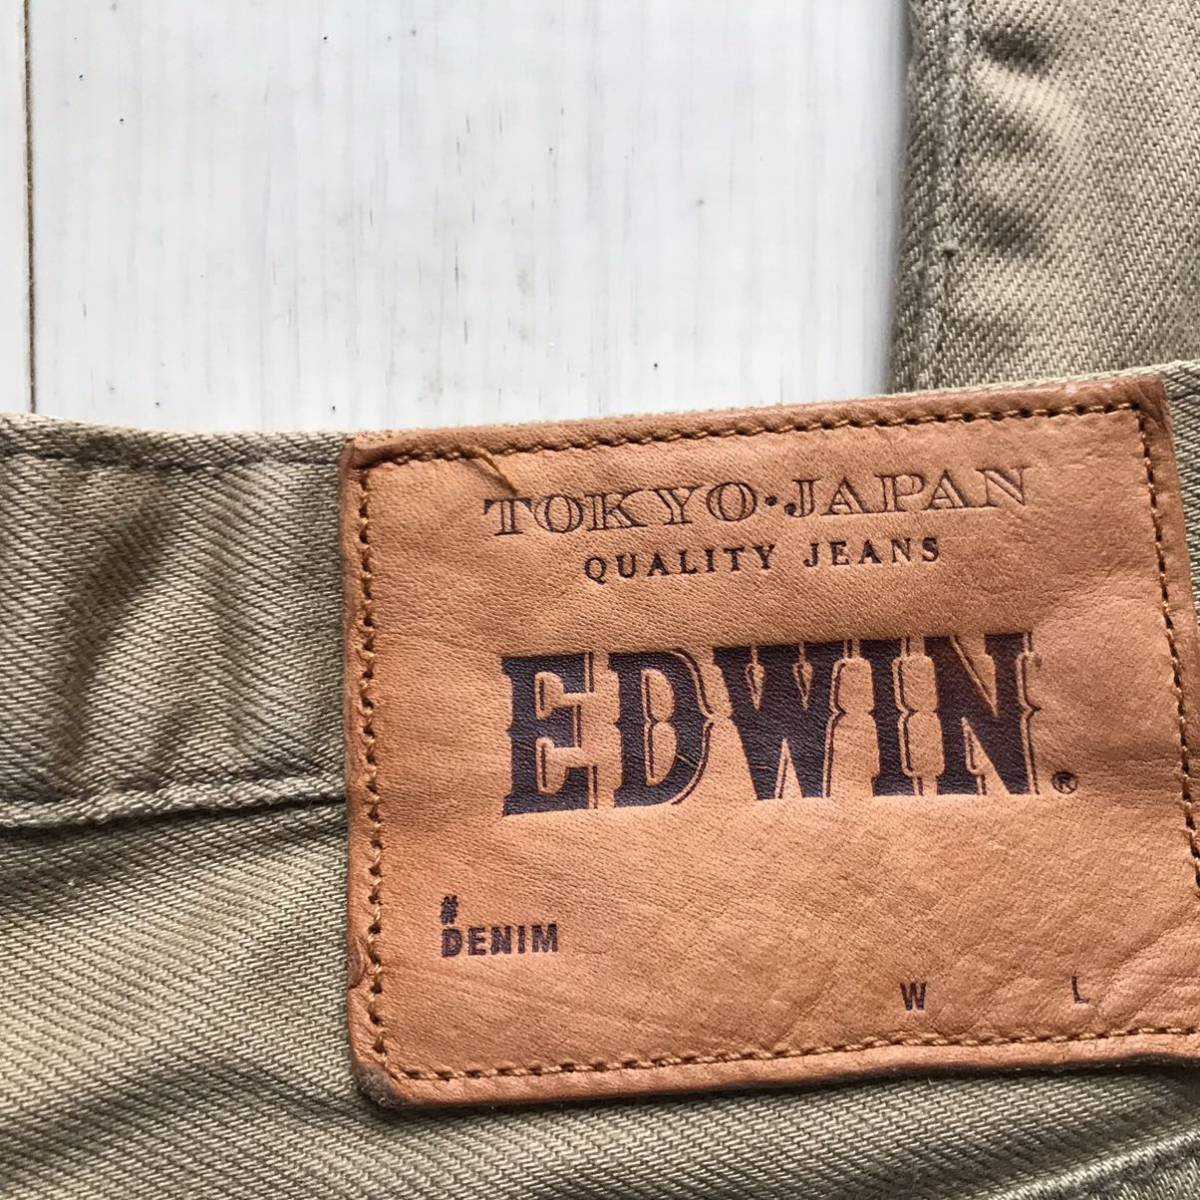 TOKYO·JAPAN
QUALITY JEANS
EDWIN®
#
DENIM
W L